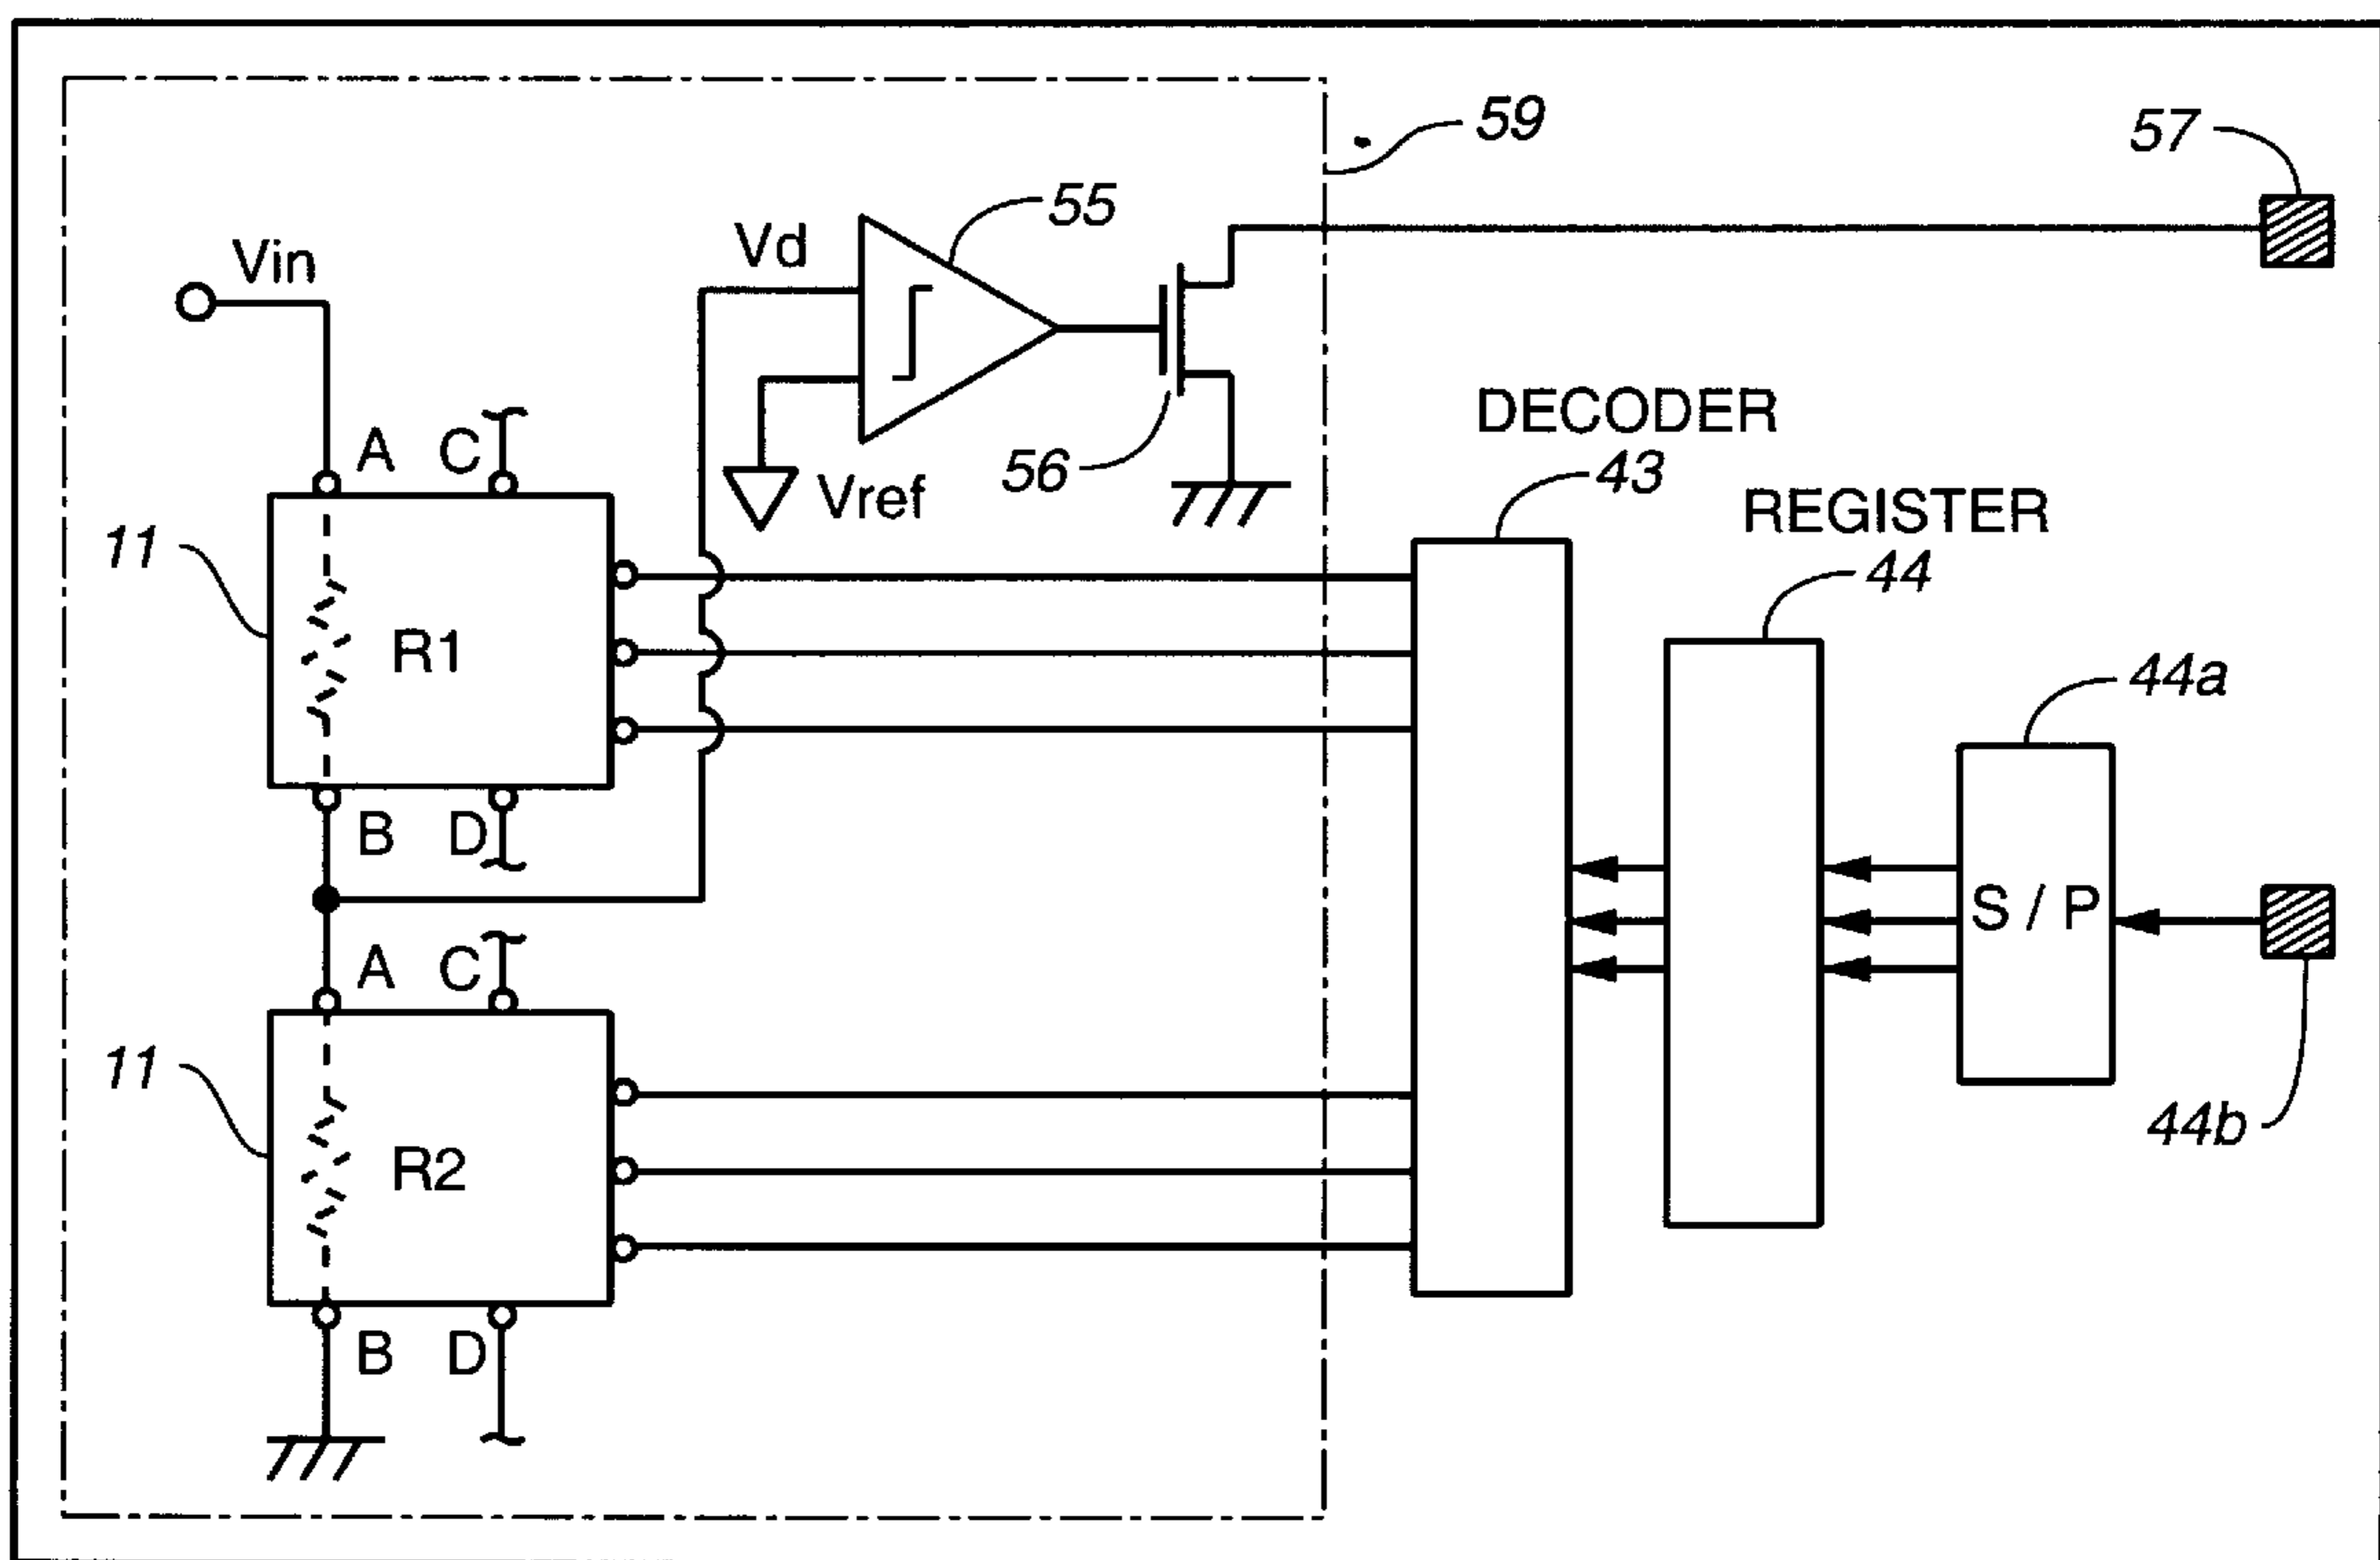 59
57
55
Vd
Vin
DECODER
43
A C
56
Vref
REGISTER
44
11
R1
44a
B D
S / P
A C
11
44b
R2
B D